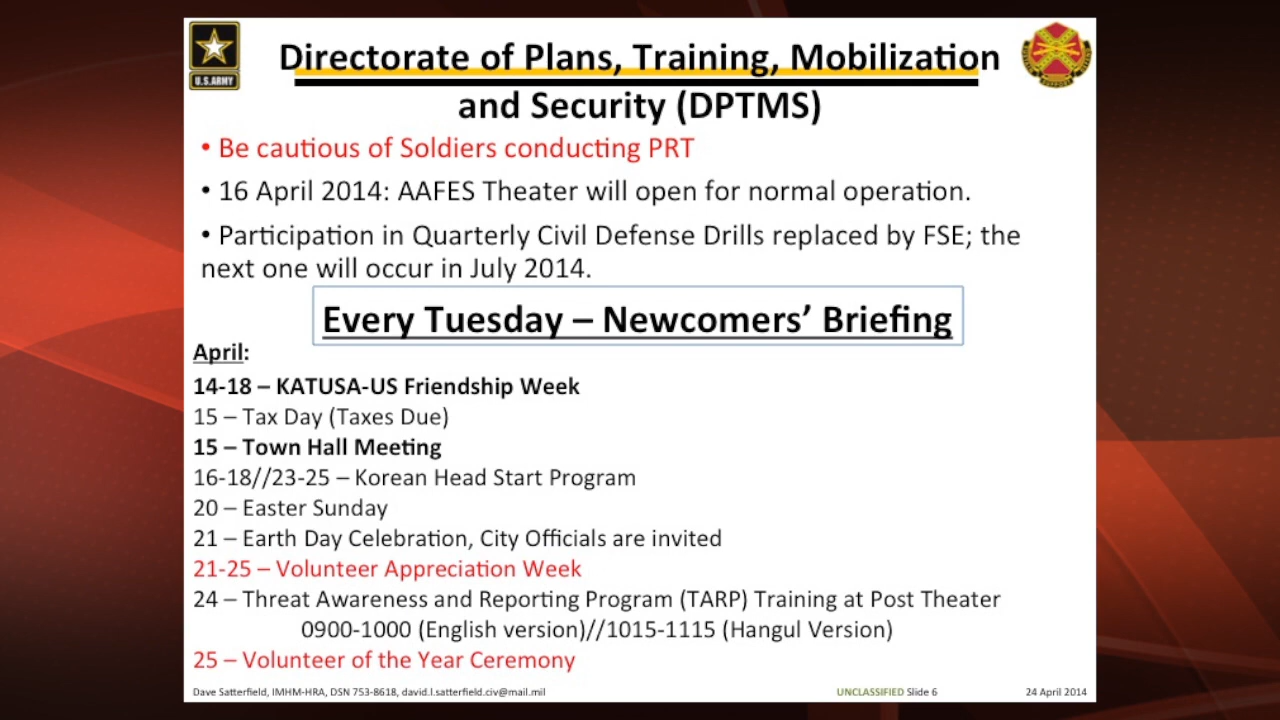 U.S.ARMY
Directorate of Plans, Training, Mobilization
and Security (DPTMS)
• Be cautious of Soldiers conducting PRT
• 16 April 2014: AAFES Theater will open for normal operation.
• Participation in Quarterly Civil Defense Drills replaced by FSE; the
next one will occur in July 2014.
Every Tuesday – Newcomers’ Briefing
April:
14-18 – KATUSA-US Friendship Week
15 – Tax Day (Taxes Due)
15 – Town Hall Meeting
16-18//23-25 – Korean Head Start Program
20 – Easter Sunday
21 – Earth Day Celebration, City Officials are invited
21-25 – Volunteer Appreciation Week
24 – Threat Awareness and Reporting Program (TARP) Training at Post Theater
0900-1000 (English version)//1015-1115 (Hangul Version)
25 – Volunteer of the Year Ceremony
Dave Satterfield, IMHM-HRA, DSN 753-8618, david.l.satterfield.civ@mail.mil UNCLASSIFIED Slide 6 24 April 2014